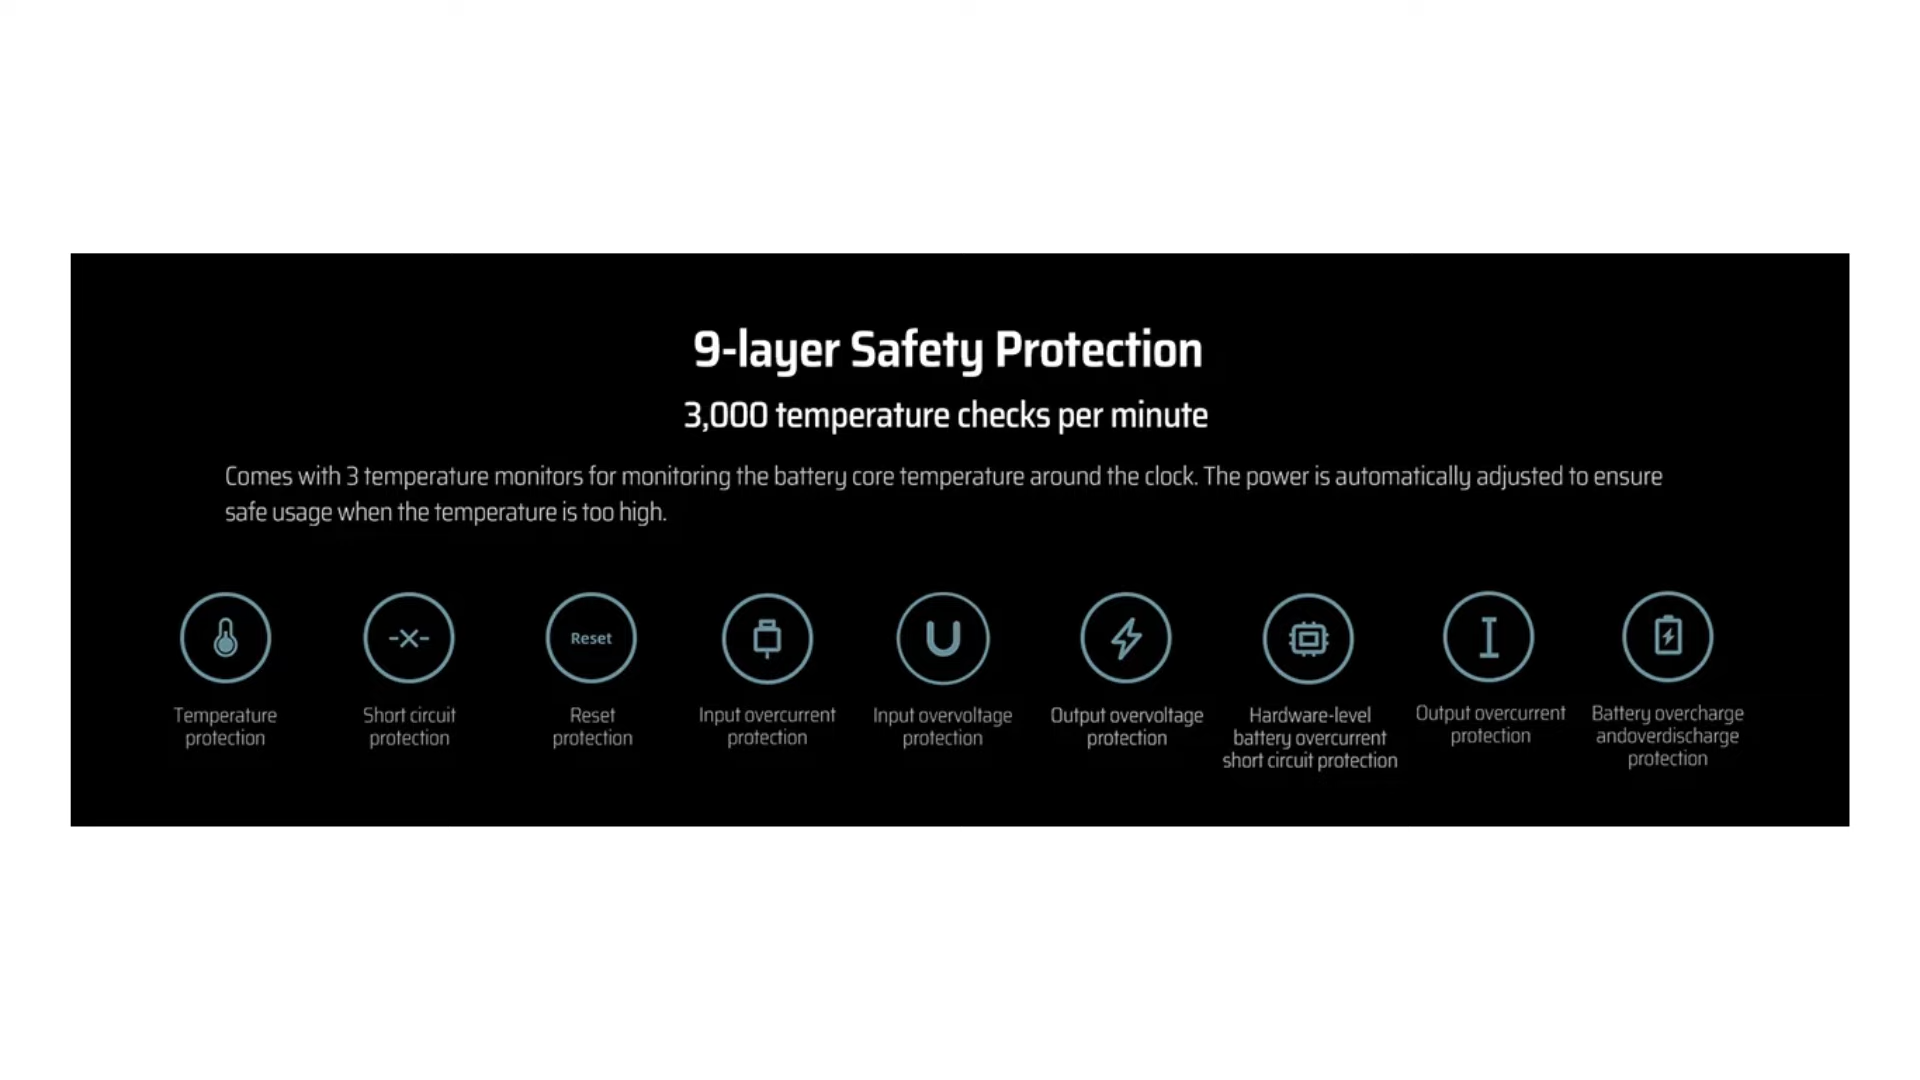 9-layer Safety Protection
3,000 temperature checks per minute
Comes with 3 temperature monitors for monitoring the battery core temperature around the clock. The power is automatically adjusted to ensure
safe usage when the temperature is too high.
Reset
U
I
Temperature
protection
Short circuit
protection
Reset
protection
Input overcurrent
protection
Input overvoltage
protection
Output overvoltage
protection
Hardware-level
battery overcurrent
short circuit protection
Output overcurrent
protection
Battery overcharge
andoverdischarge
protection